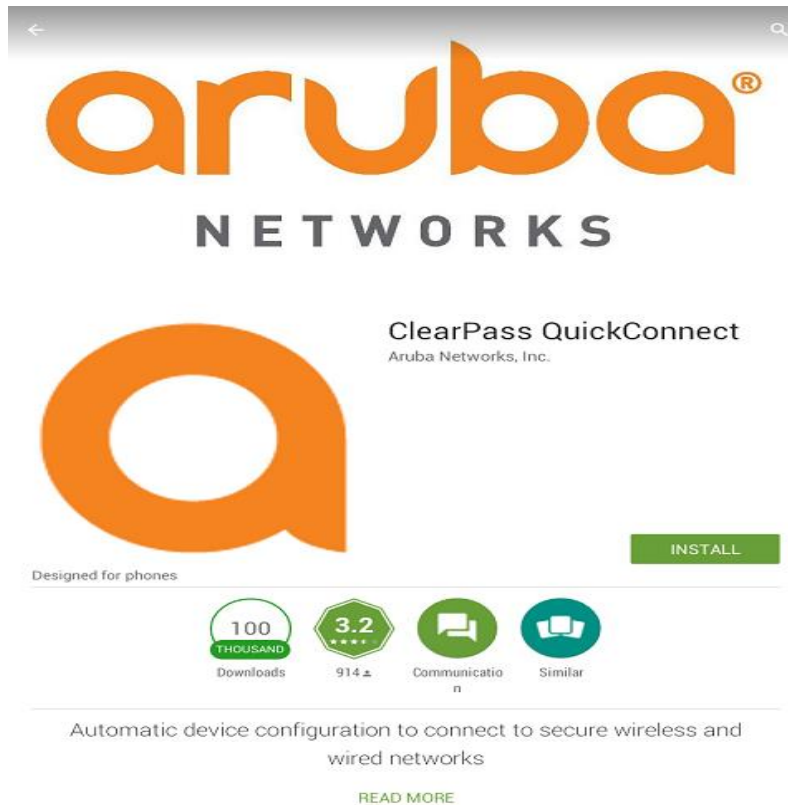 aruba®
NETWORKS
ClearPass QuickConnect
Aruba Networks, Inc.
INSTALL
Designed for phones
100
THOUSAND
Downloads
3.2
914
Communicatio
n
Similar
Automatic device configuration to connect to secure wireless and
wired networks
READ MORE